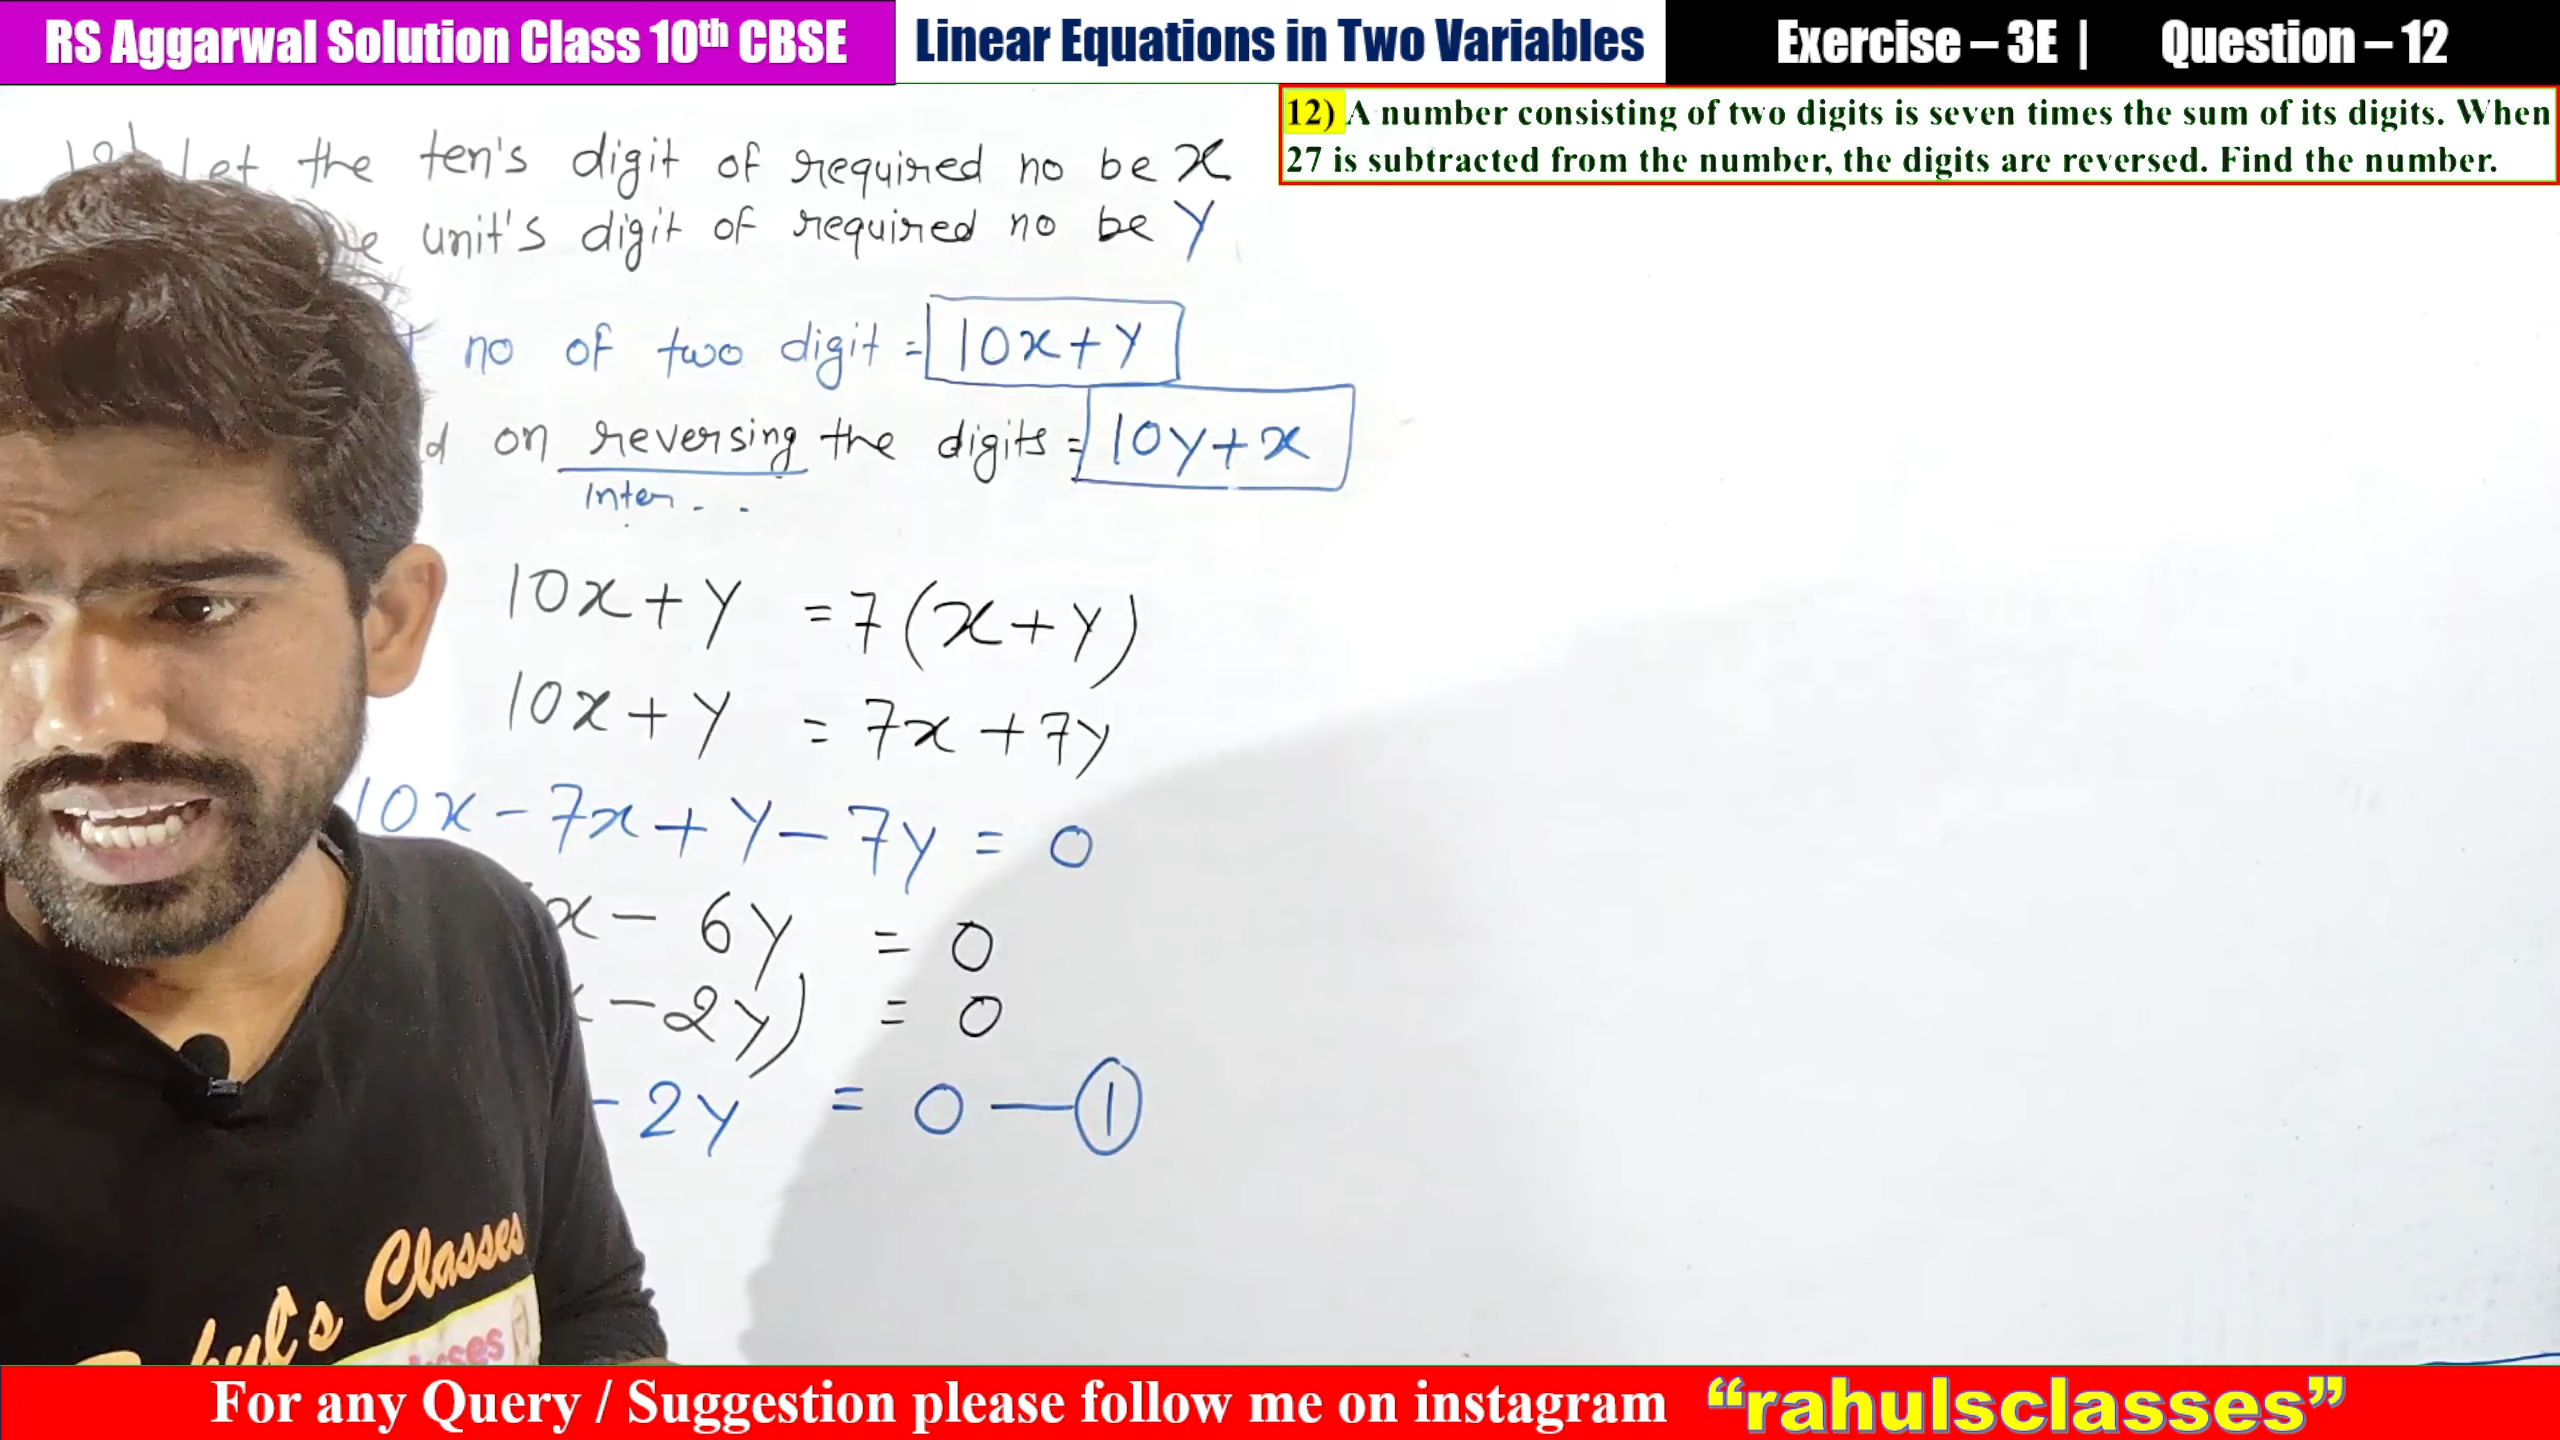 RS Aggarwal Solution Class 10th CBSE
Linear Equations in Two Variables
Exercise – 3E | Question – 12
12) A number consisting of two digits is seven times the sum of its digits. When
27 is subtracted from the number, the digits are reversed. Find the number.
Let the ten's digit of required no be x
unit's digit of required no be y
no of two digit = 10x+y
on reversing the digits = 10y+x
Inter - -
10x+y = 7(x+y)
10x+y = 7x+7y
10x-7x+y-7y = 0
x - 6y = 0
- 2y) = 0
- 2y = 0 — 1
Classes
For any Query / Suggestion please follow me on instagram “rahulsclasses”